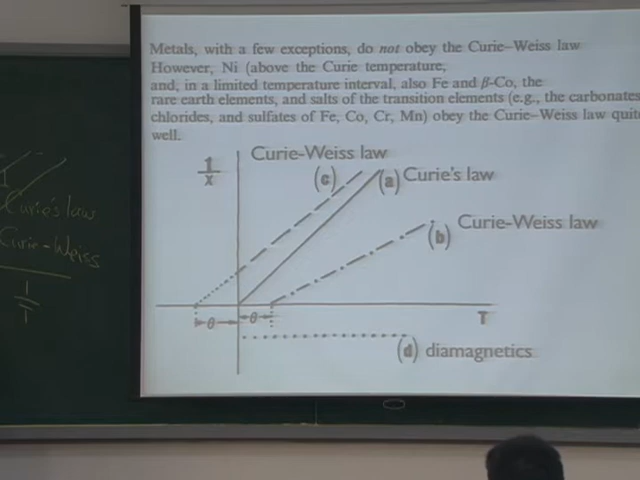 Metals, with a few exceptions, do not obey the Curie–Weiss law
However, Ni (above the Curie temperature,
and, in a limited temperature interval, also Fe and β-Co, the
rare earth elements, and salts of the transition elements (e.g., the carbonates
chlorides, and sulfates of Fe, Co, Cr, Mn) obey the Curie–Weiss law quite
well.
Curie-Weiss law
1/χ
(c)
(a) Curie's law
Curie-Weiss law
(b)
θ
θ
T
(d) diamagnetics
Curie's law
Curie-Weiss
1/T